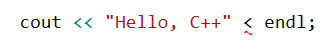 cout << "Hello, C++" < endl;